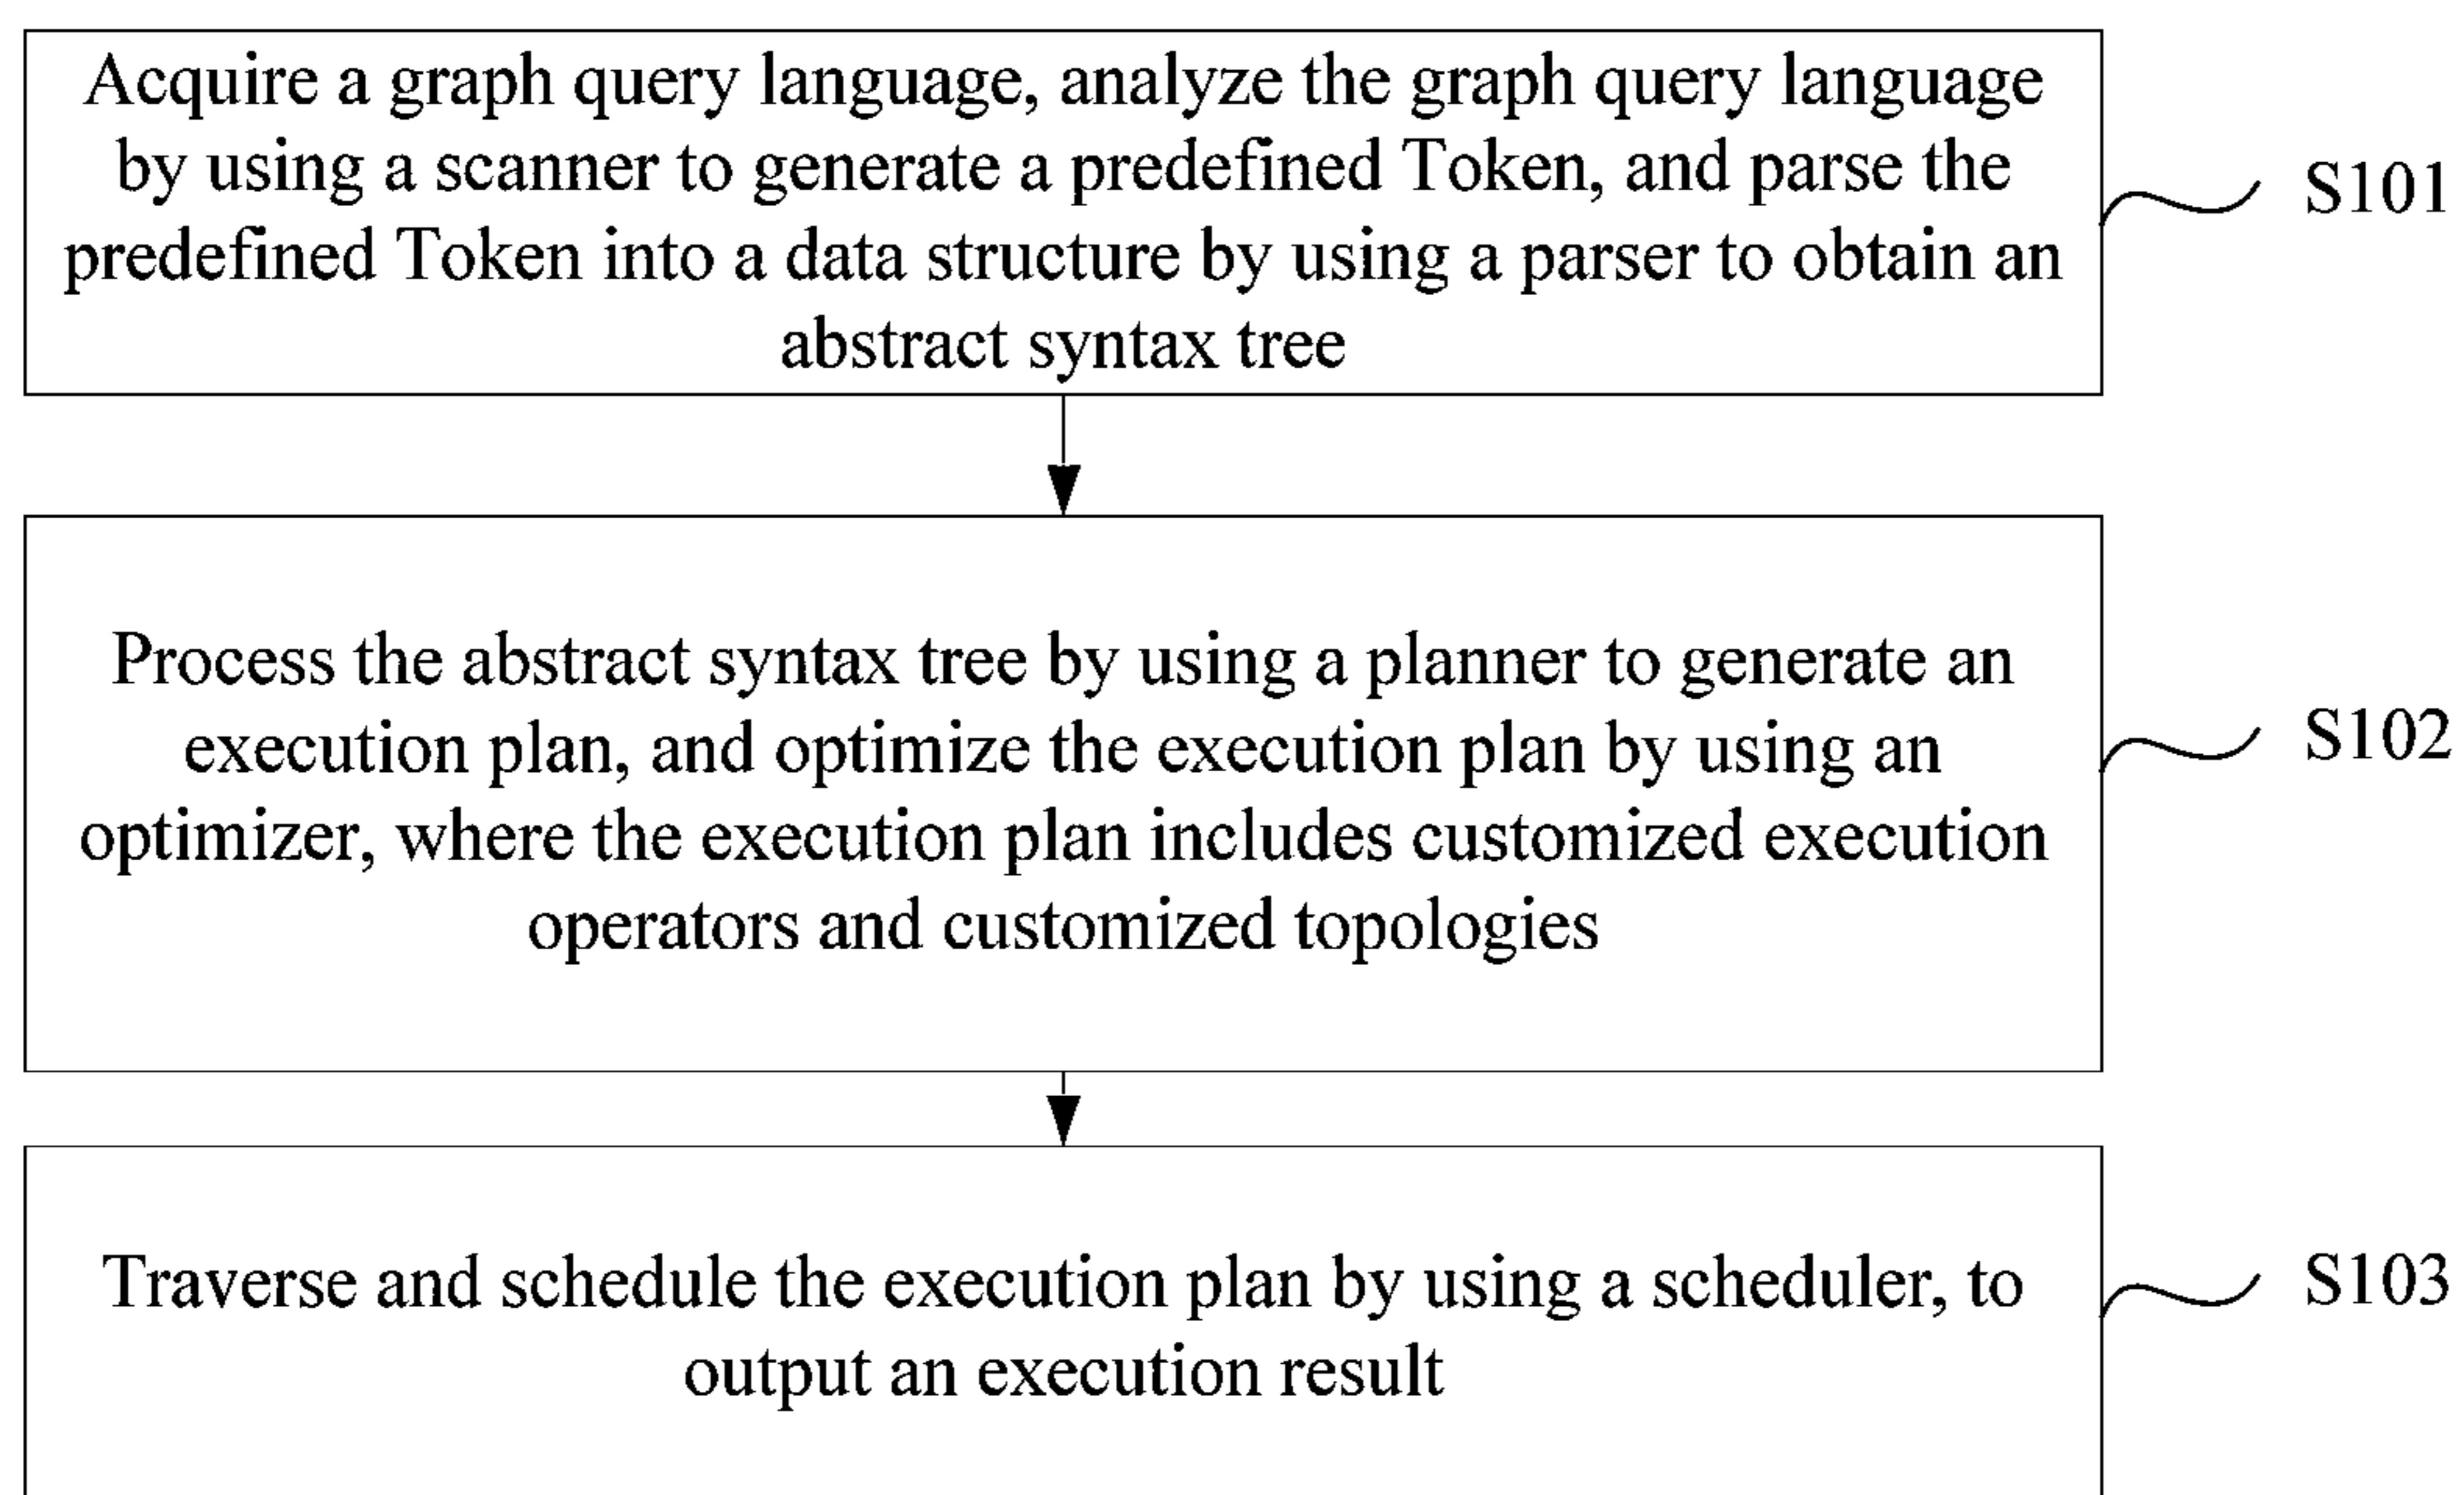 Acquire a graph query language, analyze the graph query language
by using a scanner to generate a predefined Token, and parse the
predefined Token into a data structure by using a parser to obtain an
abstract syntax tree
S101
Process the abstract syntax tree by using a planner to generate an
execution plan, and optimize the execution plan by using an
optimizer, where the execution plan includes customized execution
operators and customized topologies
S102
Traverse and schedule the execution plan by using a scheduler, to
output an execution result
S103